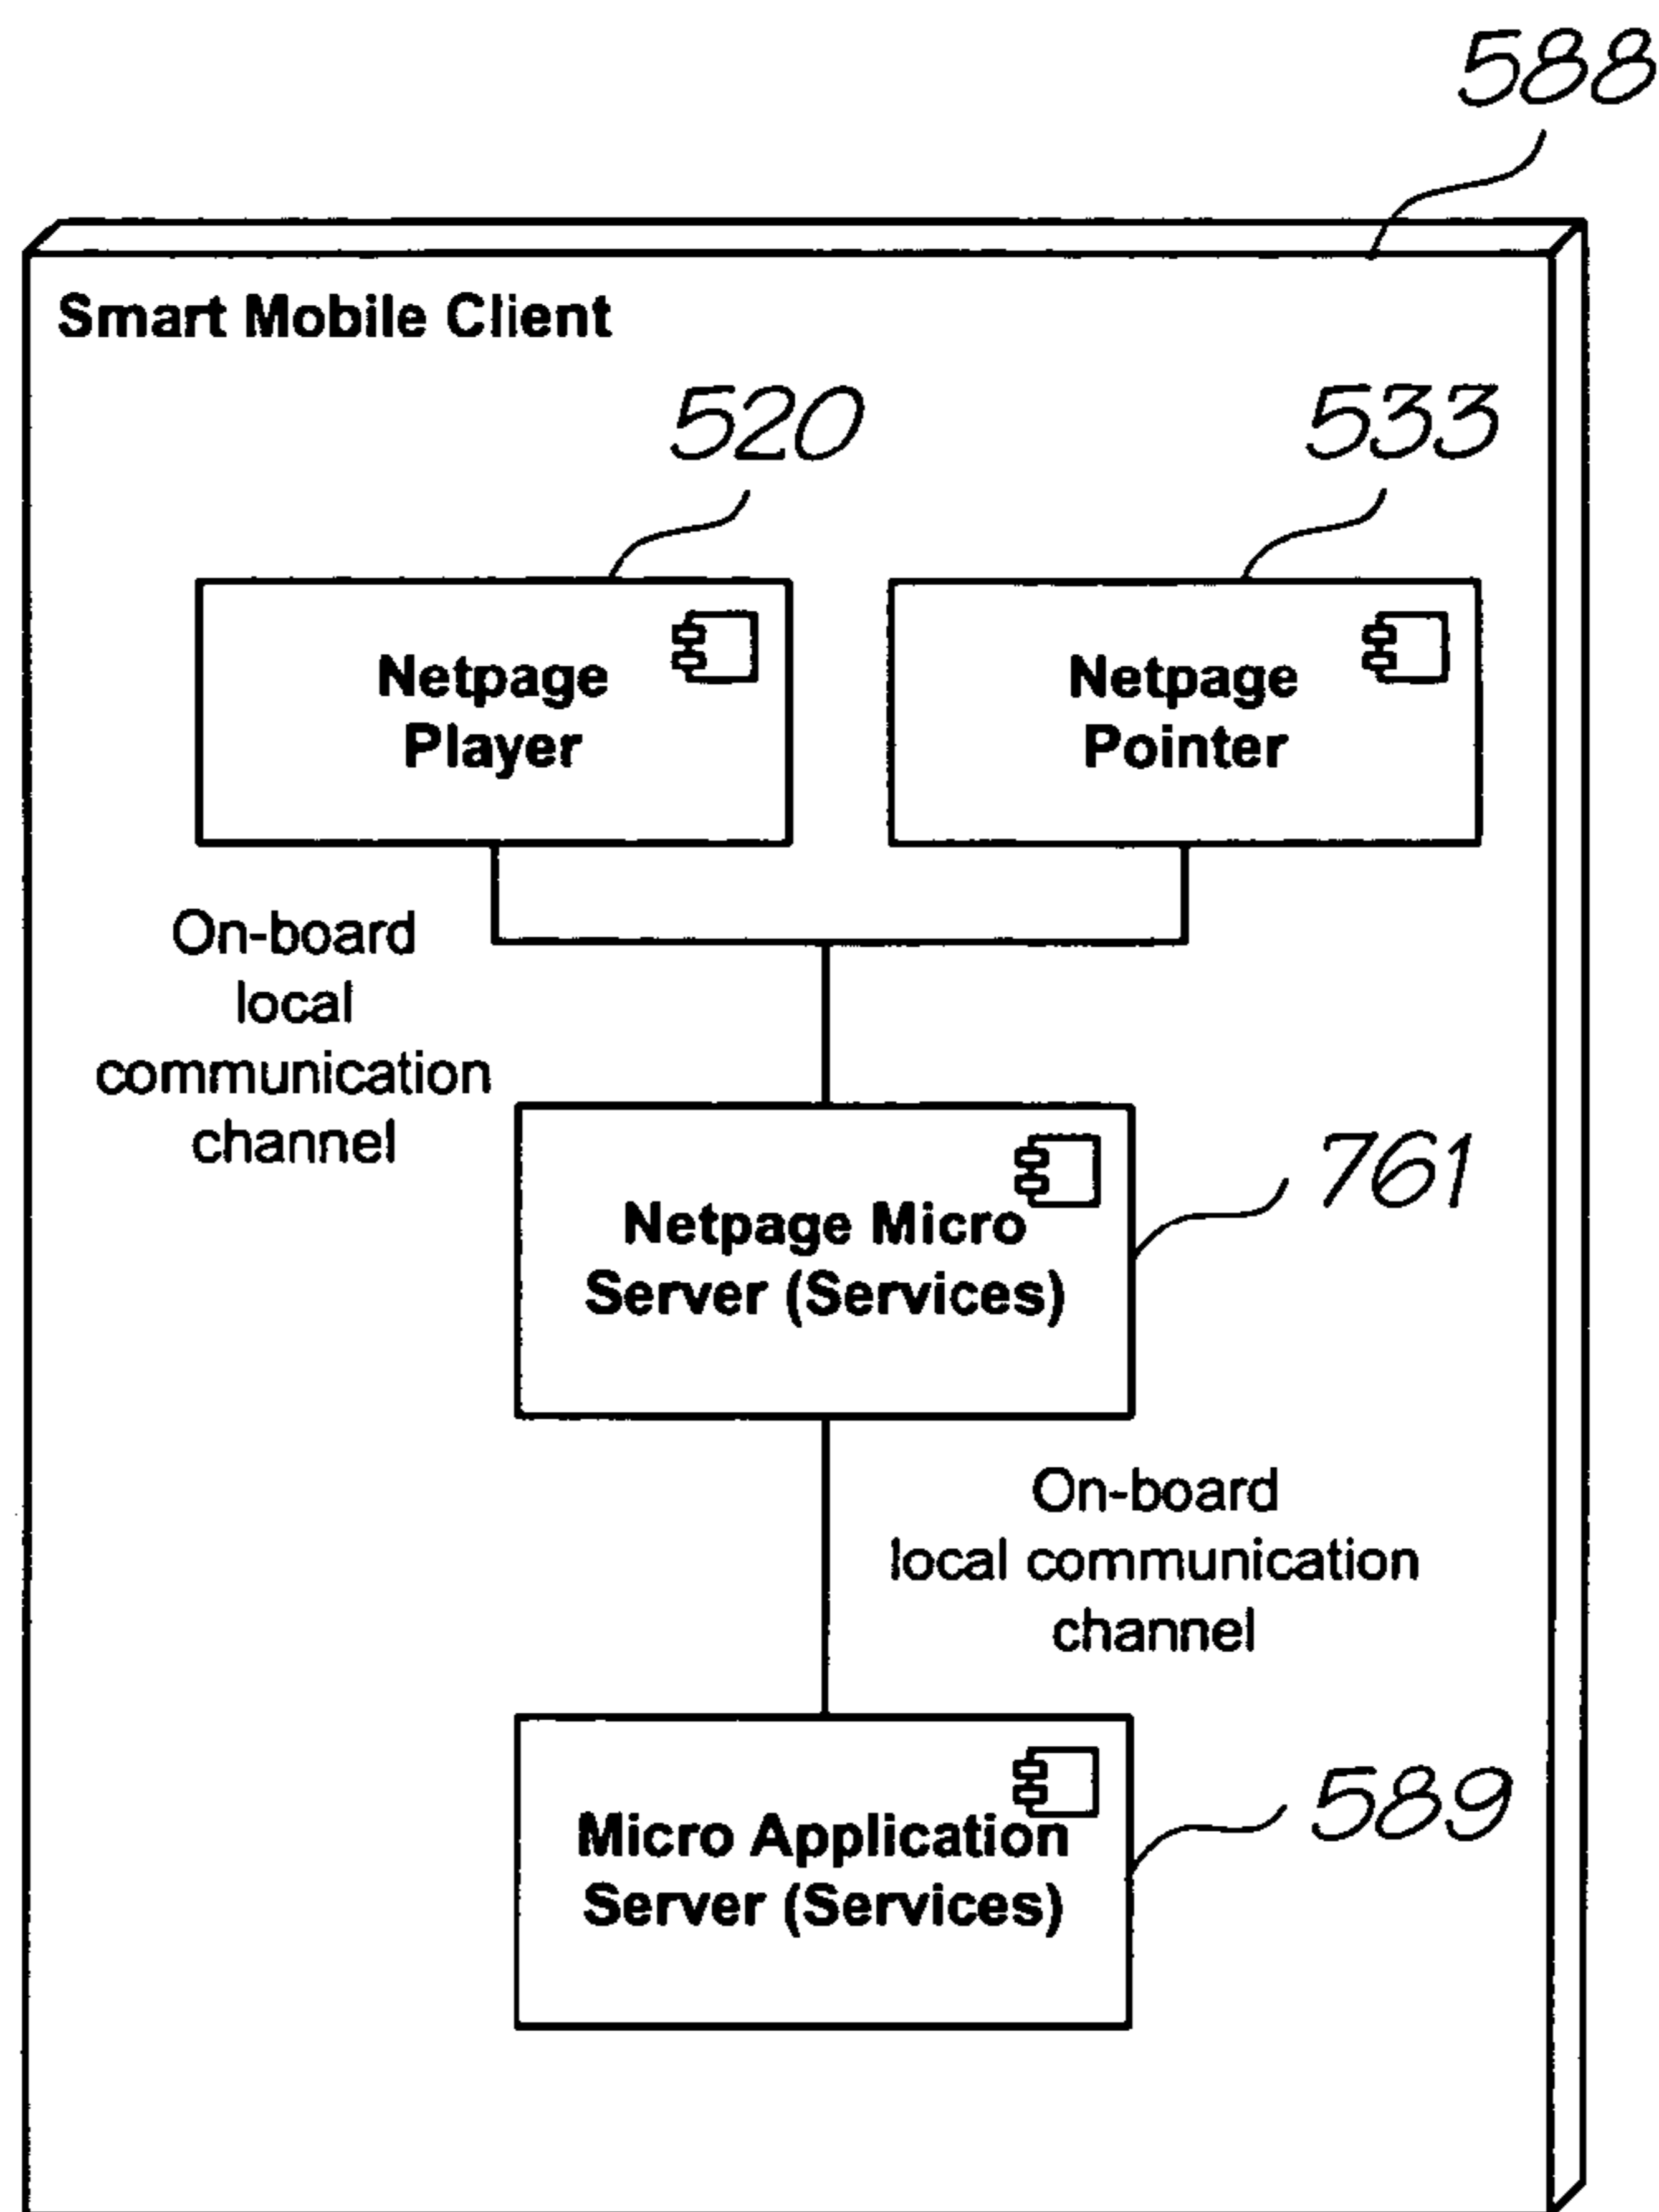 588
Smart Mobile Client
520
533
Netpage
Player
Netpage
Pointer
On-board
local
communication
channel
Netpage Micro
Server (Services)
761
On-board
local communication
channel
Micro Application
Server (Services)
589